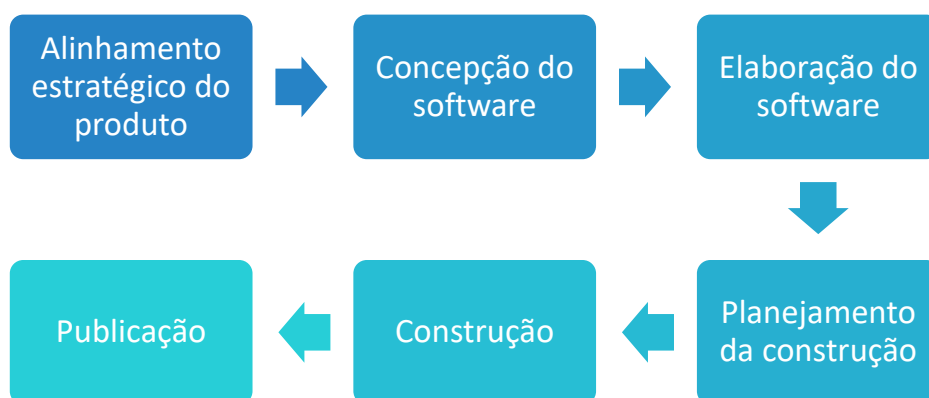 Alinhamento
estratégico do
produto
Concepção do
software
Elaboração do
software
Planejamento
da construção
Construção
Publicação